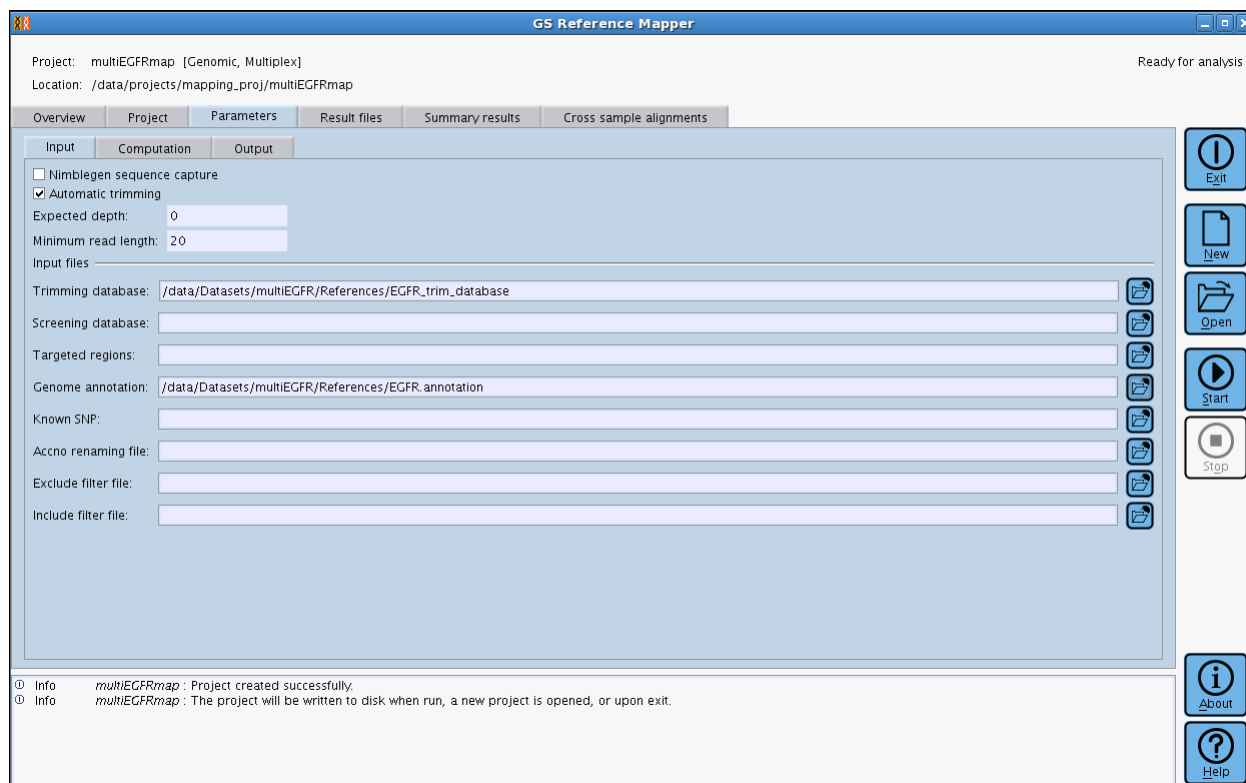 GS Reference Mapper
Project: multiEGFRmap [Genomic, Multiplex]
Ready for analysis
Location: /data/projects/mapping_proj/multiEGFRmap
Overview Project Parameters Result files Summary results Cross sample alignments
Input Computation Output
Nimblegen sequence capture
Automatic trimming
Expected depth: 0
Minimum read length: 20
Input files
Trimming database: /data/Datasets/multiEGFR/References/EGFR_trim_database
Screening database:
Targeted regions:
Genome annotation: /data/Datasets/multiEGFR/References/EGFR.annotation
Known SNP:
Accno renaming file:
Exclude filter file:
Include filter file:
Exit
New
Open
Start
Stop
About
Help
Info multiEGFRmap : Project created successfully.
Info multiEGFRmap : The project will be written to disk when run, a new project is opened, or upon exit.